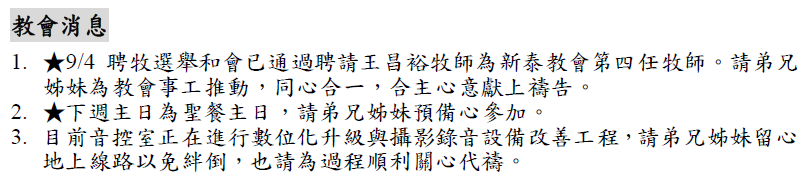 教會消息
1. ★9/4 聘牧選舉和會已通過聘請王昌裕牧師為新泰教會第四任牧師。請弟兄
姊妹為教會事工推動，同心合一，合主心意獻上禱告。
2. ★下週主日為聖餐主日，請弟兄姊妹預備心參加。
3. 目前音控室正在進行數位化升級與攝影錄音設備改善工程，請弟兄姊妹留心
地上線路以免絆倒，也請為過程順利關心代禱。